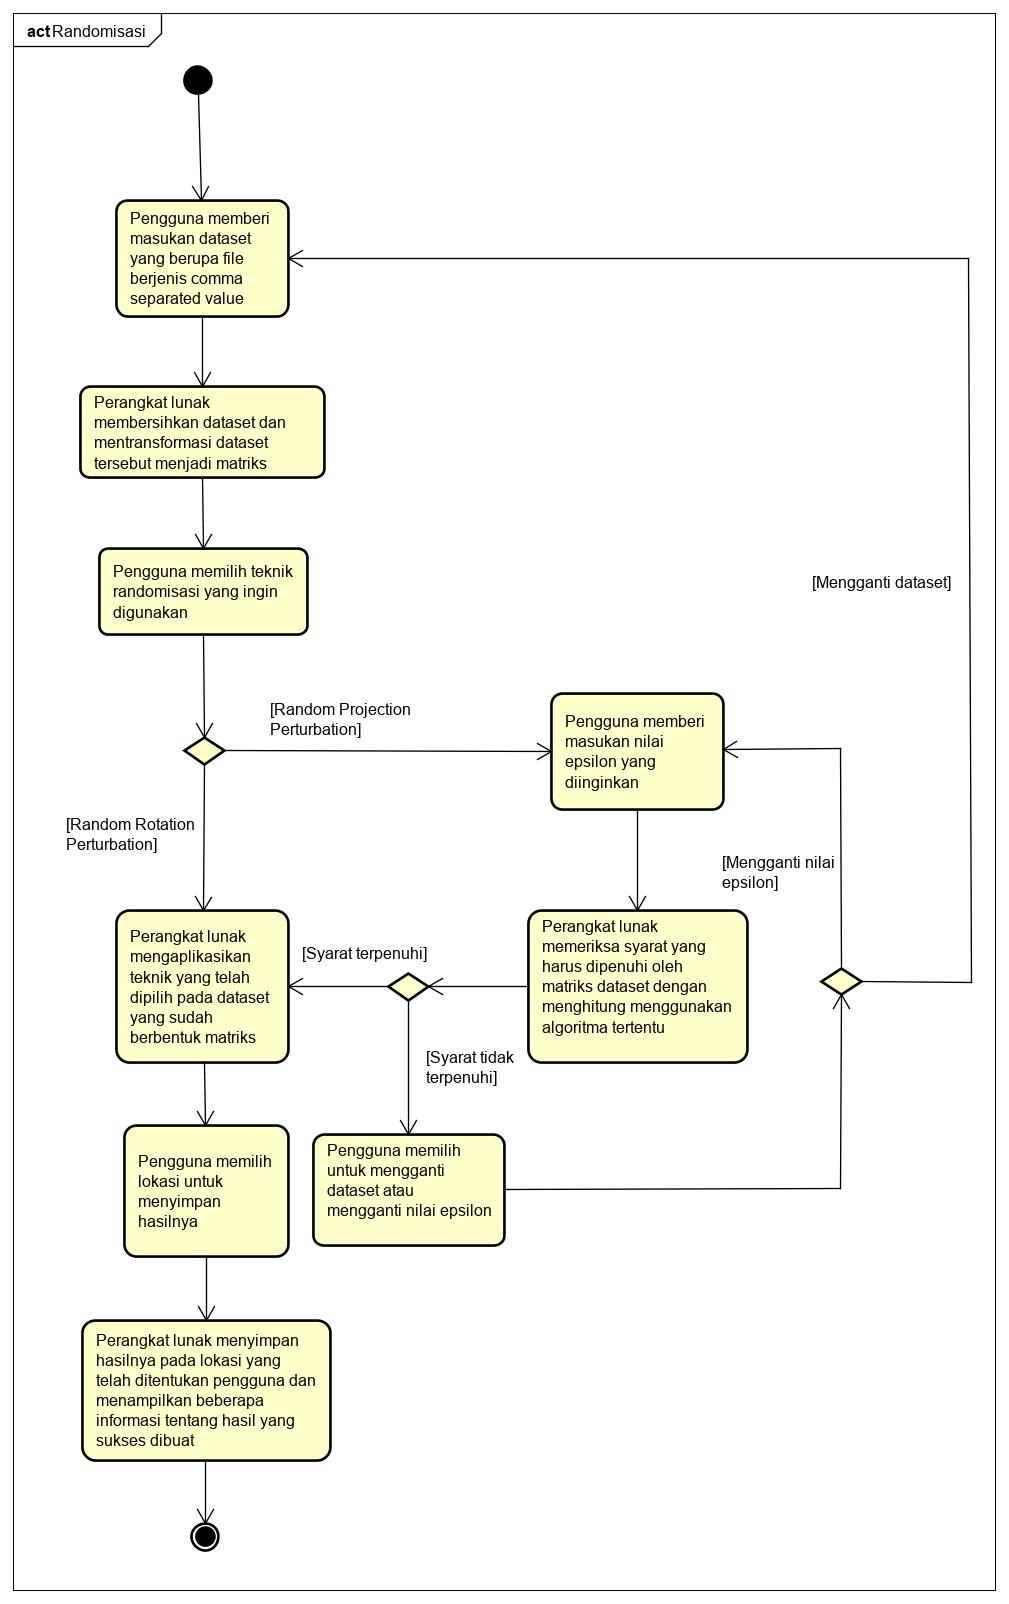 act Randomisasi
Pengguna memberi
masukan dataset
yang berupa file
berjenis comma
separated value
Perangkat lunak
membersihkan dataset dan
mentransformasi dataset
tersebut menjadi matriks
Pengguna memilih teknik
randomisasi yang ingin
digunakan
[Mengganti dataset]
[Random Projection
Perturbation]
Pengguna memberi
masukan nilai
epsilon yang
diinginkan
[Random Rotation
Perturbation]
[Mengganti nilai
epsilon]
Perangkat lunak
mengaplikasikan
teknik yang telah
dipilih pada dataset
yang sudah
berbentuk matriks
[Syarat terpenuhi]
Perangkat lunak
memeriksa syarat yang
harus dipenuhi oleh
matriks dataset dengan
menghitung menggunakan
algoritma tertentu
[Syarat tidak
terpenuhi]
Pengguna memilih
lokasi untuk
menyimpan
hasilnya
Pengguna memilih
untuk mengganti
dataset atau
mengganti nilai epsilon
Perangkat lunak menyimpan
hasilnya pada lokasi yang
telah ditentukan pengguna dan
menampilkan beberapa
informasi tentang hasil yang
sukses dibuat